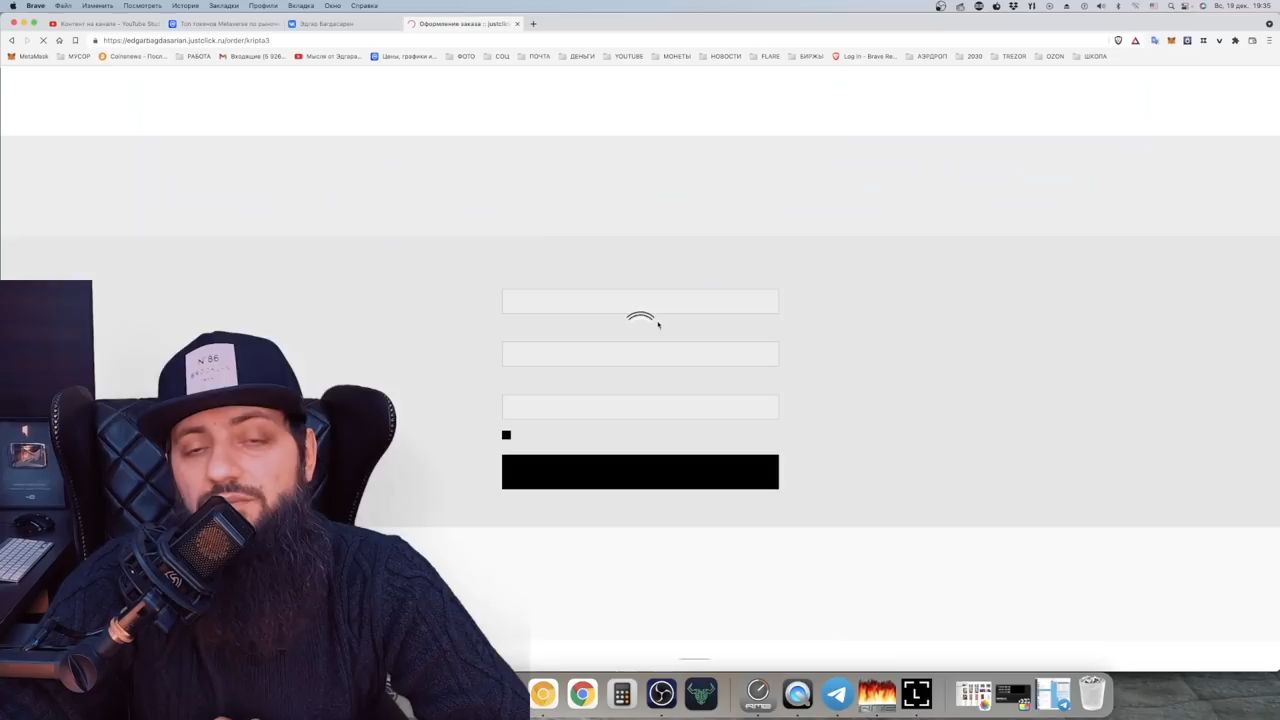 Brave Файл Изменить Посмотреть История Закладки Профили Вкладка Окно Справка Вс, 19 дек. 19:35
Контент на канале - YouTube Stu Топ токенов Metaverse по рыноч Эдгар Багдасарян Оформление заказа :: justclic
https://edgarbagdasarian.justclick.ru/order/kripta3
MetaMask МУСОР Coinsnews - Посл... РАБОТА Входящие (5 926... Мысли от Эдгара... Цены, графики и... ФОТО СОЦ ПОЧТА ДЕНЬГИ YOUTUBE МОНЕТЫ НОВОСТИ FLARE БИРЖЫ Log in - Brave Re... АЭРДРОП 2030 TREZOR OZON ШКОЛА
N°86
L